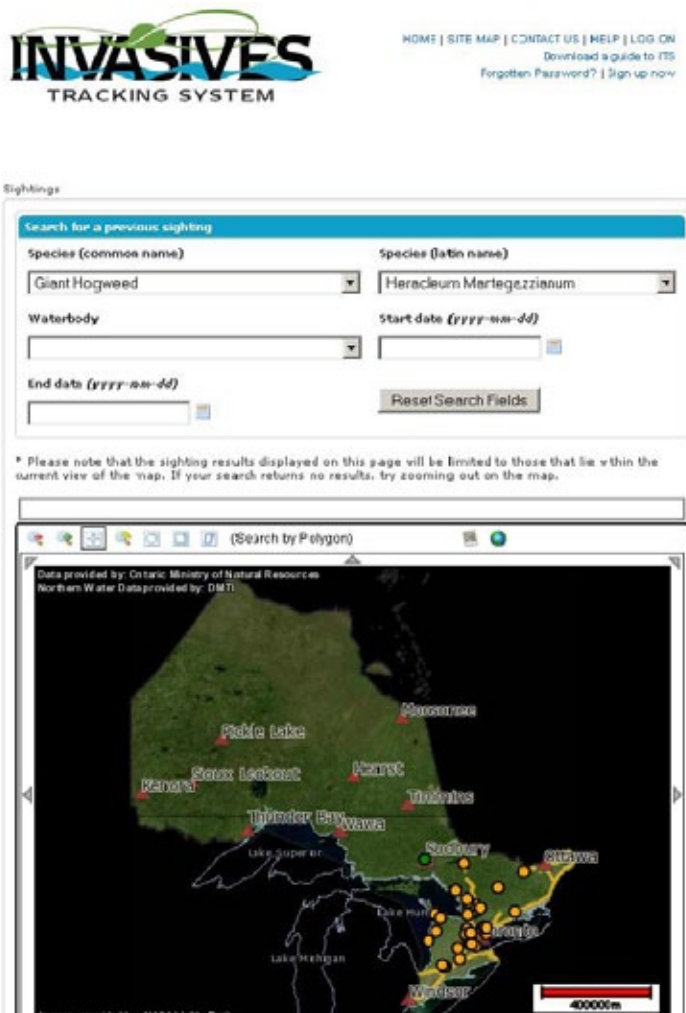 INVASIVES
TRACKING SYSTEM
HOME | SITE MAP | CONTACT US | HELP | LOG ON
Download a guide to ITS
Forgotten Password? | Sign up now
Sightings
Search for a previous sighting
Species (common name) Species (latin name)
Giant Hogweed Heracleum Mantegazzianum
Waterbody Start date (yyyy-mm-dd)
End date (yyyy-mm-dd)
Reset Search Fields
* Please note that the sighting results displayed on this page will be limited to those that lie within the
current view of the map. If your search returns no results, try zooming out on the map.
(Search by Polygon)
Data provided by: Ontario Ministry of Natural Resources
Northern Water Data provided by: DMTI
Moosonee
Pickle Lake
Sioux Lookout
Hearst
Kenora
Timmins
Thunder Bay
Wawa
Sudbury
Ottawa
Lake Superior
Lake Huron
Toronto
Lake Michigan
Windsor
400000m